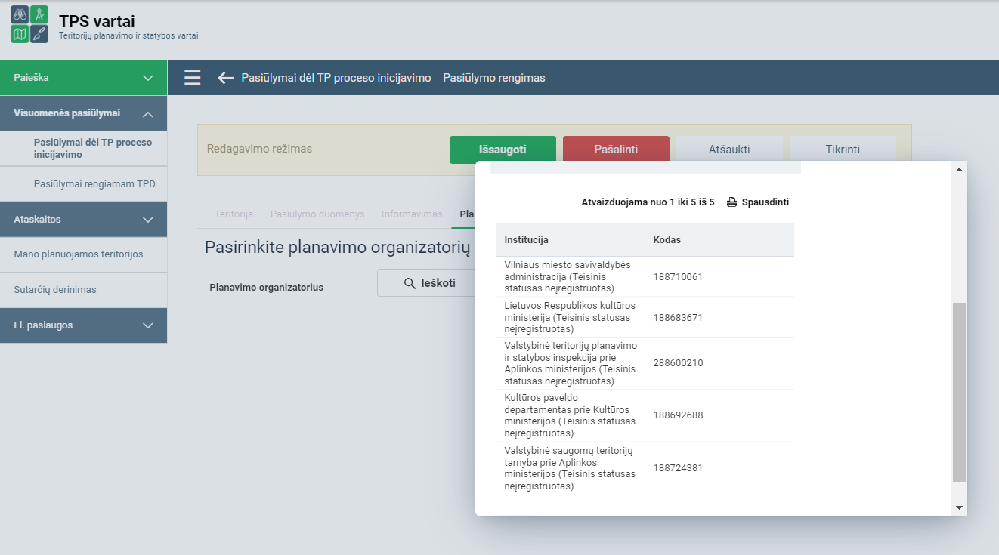 TPS vartai
Teritorijų planavimo ir statybos vartai
Paieška
Visuomenės pasiūlymai
Pasiūlymai dėl TP proceso
inicijavimo
Pasiūlymai rengiamam TPD
Ataskaitos
Mano planuojamos teritorijos
Sutarčių derinimas
El. paslaugos
Pasiūlymai dėl TP proceso inicijavimo Pasiūlymo rengimas
Redagavimo režimas
Išsaugoti
Pašalinti
Atšaukti
Tikrinti
Teritorija Pasiūlymo duomenys Informavimas Plan
Pasirinkite planavimo organizatorių
Planavimo organizatorius
Ieškoti
Atvaizduojama nuo 1 iki 5 iš 5 Spausdinti
Institucija Kodas
Vilniaus miesto savivaldybės
administracija (Teisinis
statusas neįregistruotas)
188710061
Lietuvos Respublikos kultūros
ministerija (Teisinis statusas
neįregistruotas)
188683671
Valstybinė teritorijų planavimo
ir statybos inspekcija prie
Aplinkos ministerijos (Teisinis
statusas neįregistruotas)
288600210
Kultūros paveldo
departamentas prie Kultūros
ministerijos (Teisinis statusas
neįregistruotas)
188692688
Valstybinė saugomų teritorijų
tarnyba prie Aplinkos
ministerijos (Teisinis statusas
neįregistruotas)
188724381